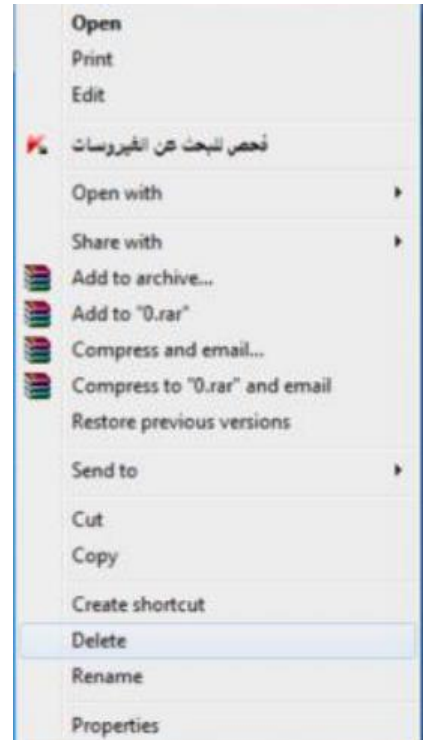 Open
Print
Edit
فحص للبحث عن الفيروسات
Open with
Share with
Add to archive...
Add to "0.rar"
Compress and email...
Compress to "0.rar" and email
Restore previous versions
Send to
Cut
Copy
Create shortcut
Delete
Rename
Properties